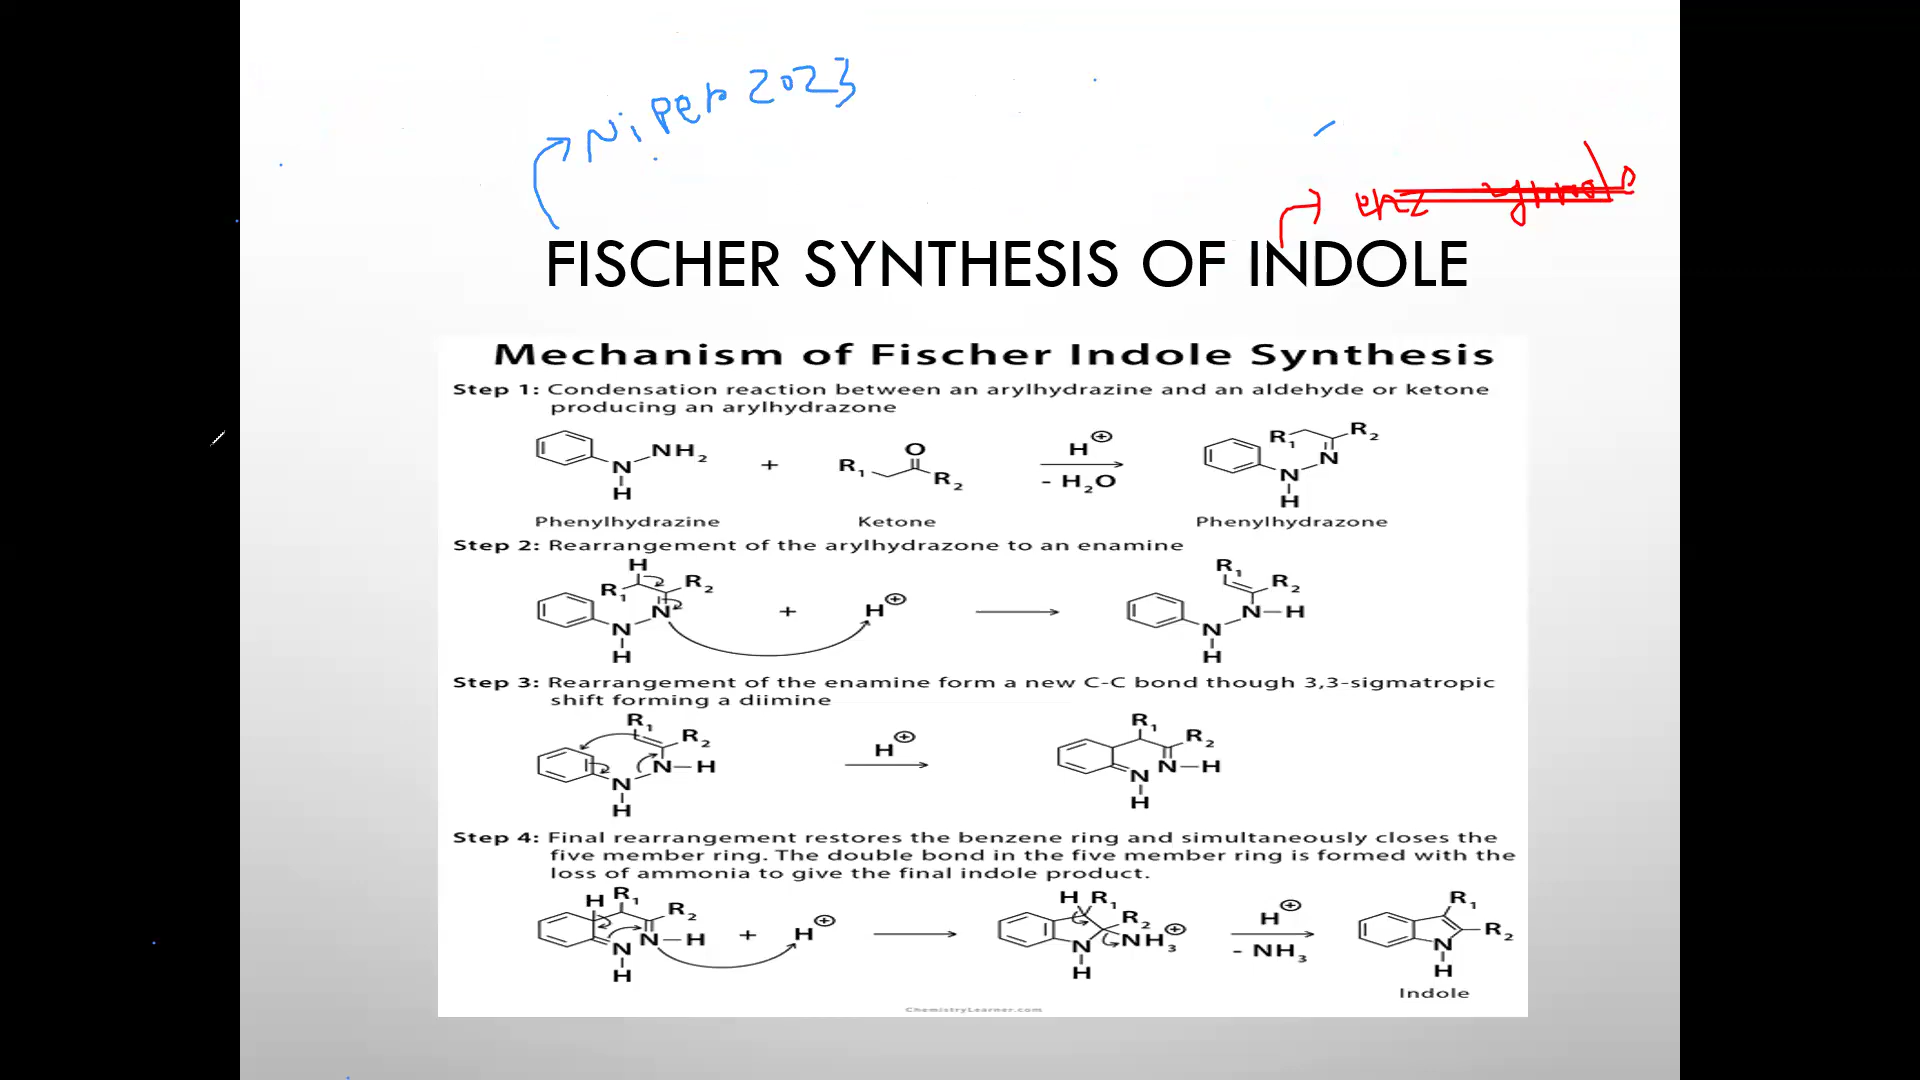 NiPer 2023
FISCHER SYNTHESIS OF INDOLE
Mechanism of Fischer Indole Synthesis
Step 1: Condensation reaction between an arylhydrazine and an aldehyde or ketone
producing an arylhydrazone
N NH2 H
+
R1 O R2
H⊕
- H2O
R1 R2 N N H
Phenylhydrazine Ketone Phenylhydrazone
Step 2: Rearrangement of the arylhydrazone to an enamine
H R1 R2 N N H
+ H⊕
R1 R2 N–H N H
Step 3: Rearrangement of the enamine form a new C-C bond though 3,3-sigmatropic
shift forming a diimine
R1 R2 N–H N H
H⊕
R1 R2 N–H N H
Step 4: Final rearrangement restores the benzene ring and simultaneously closes the
five member ring. The double bond in the five member ring is formed with the
loss of ammonia to give the final indole product.
H R1 R2 N–H N H
+ H⊕
H R1 R2 NH3⊕ N H
H⊕
- NH3
R1 R2 N H
Indole
ChemistryLearner.com